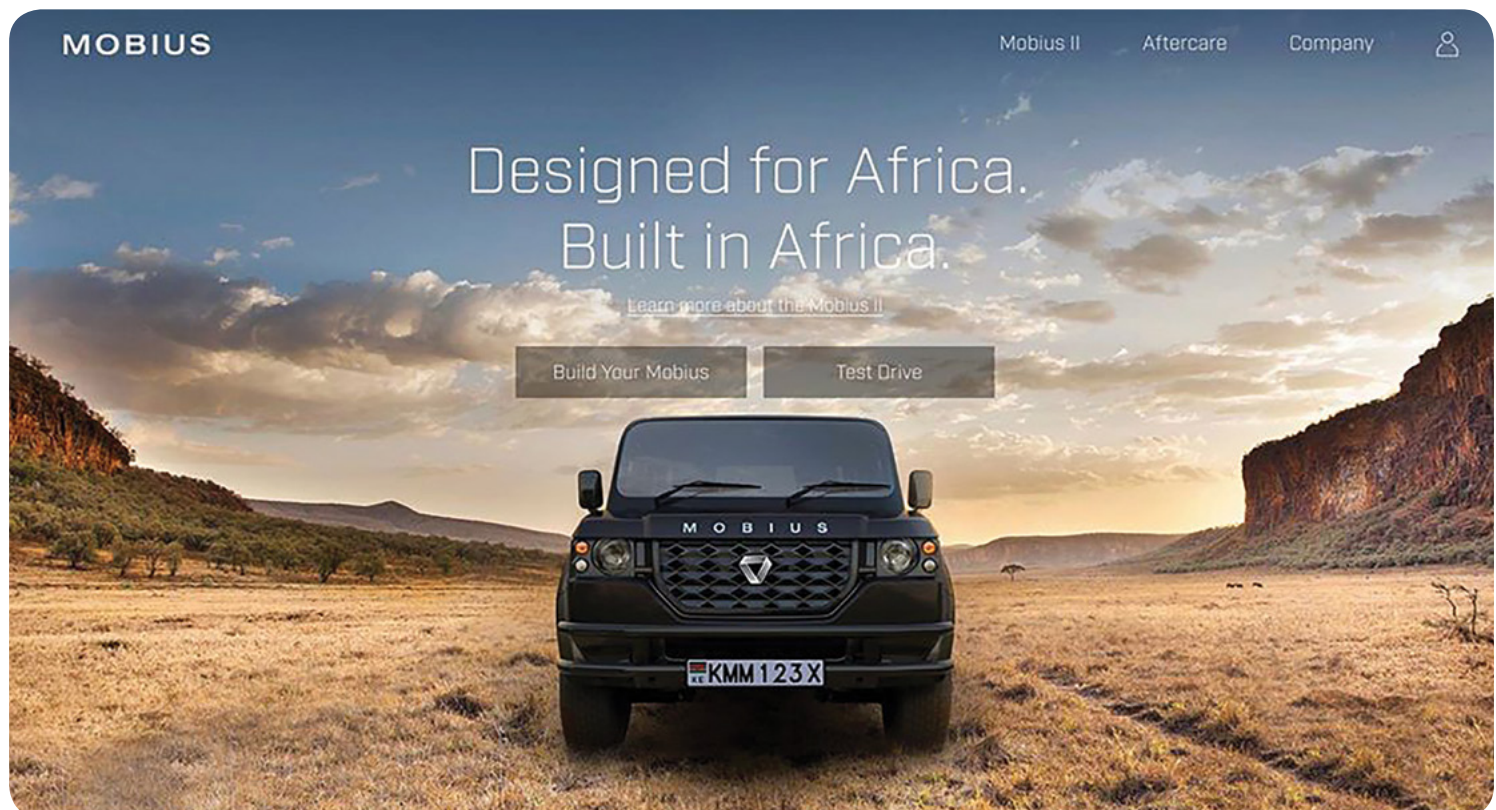 MOBIUS
Mobius II Aftercare Company
Designed for Africa.
Built in Africa.
Learn more about the Mobius II
Build Your Mobius Test Drive
MOBIUS
KE KMM 123X